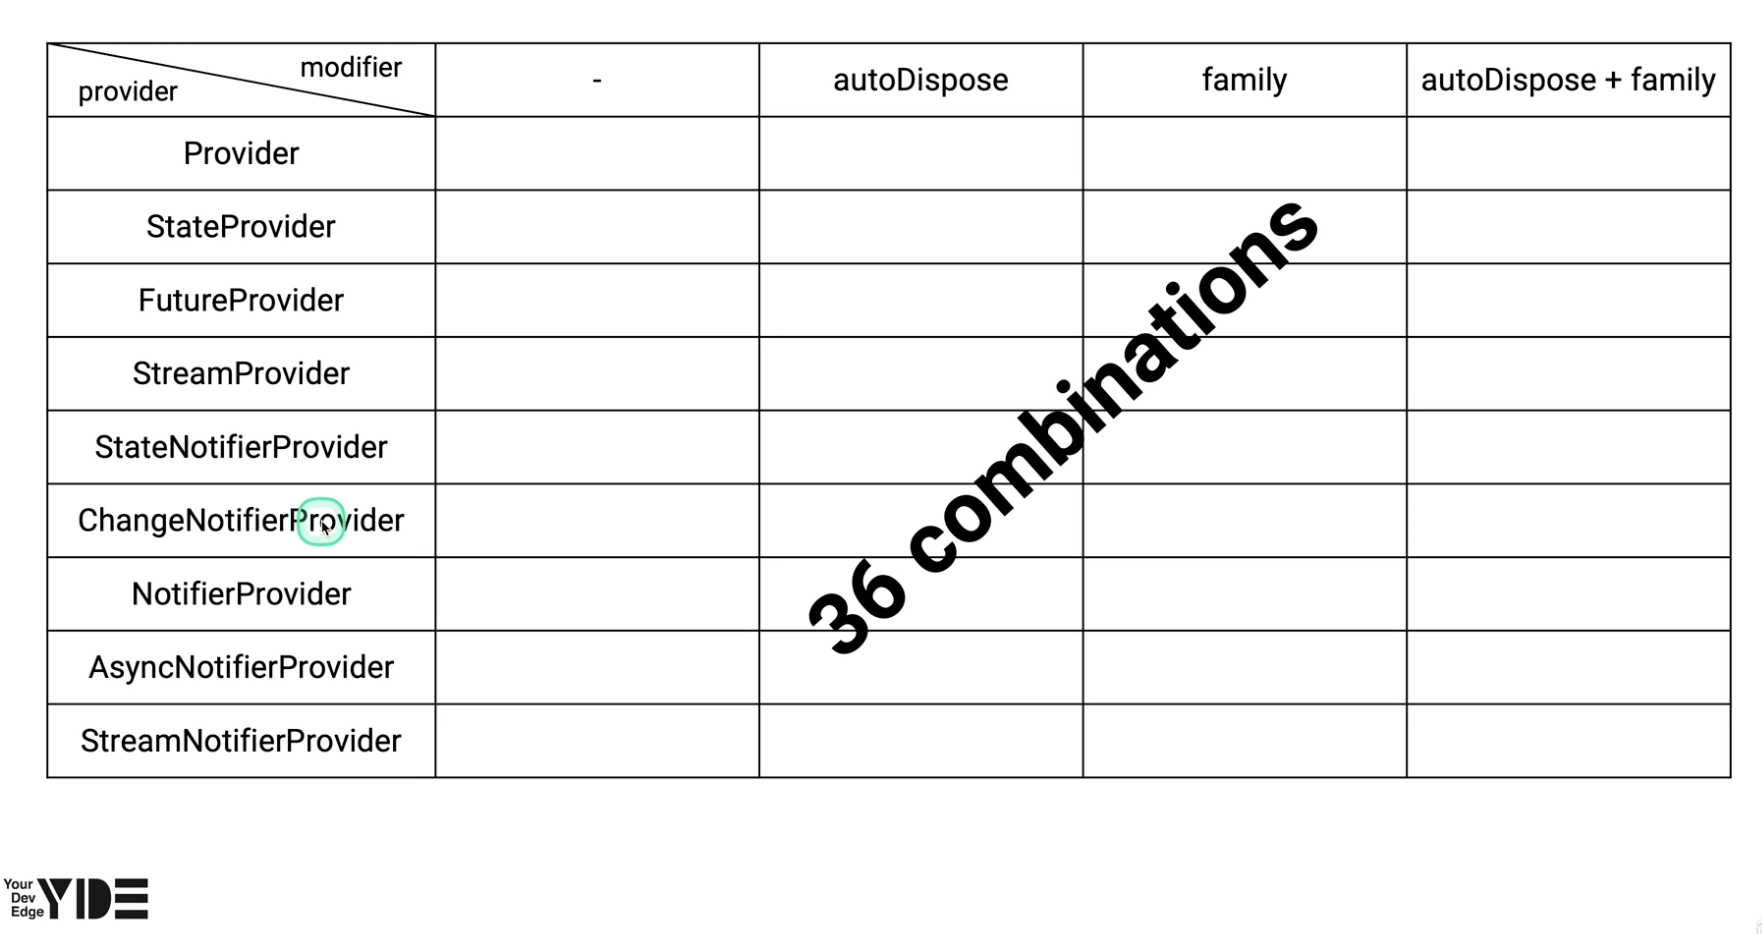 modifier
provider
-
autoDispose
family
autoDispose + family
Provider
StateProvider
FutureProvider
StreamProvider
StateNotifierProvider
ChangeNotifierProvider
NotifierProvider
AsyncNotifierProvider
StreamNotifierProvider
36 combinations
Your
Dev
Edge
YDE